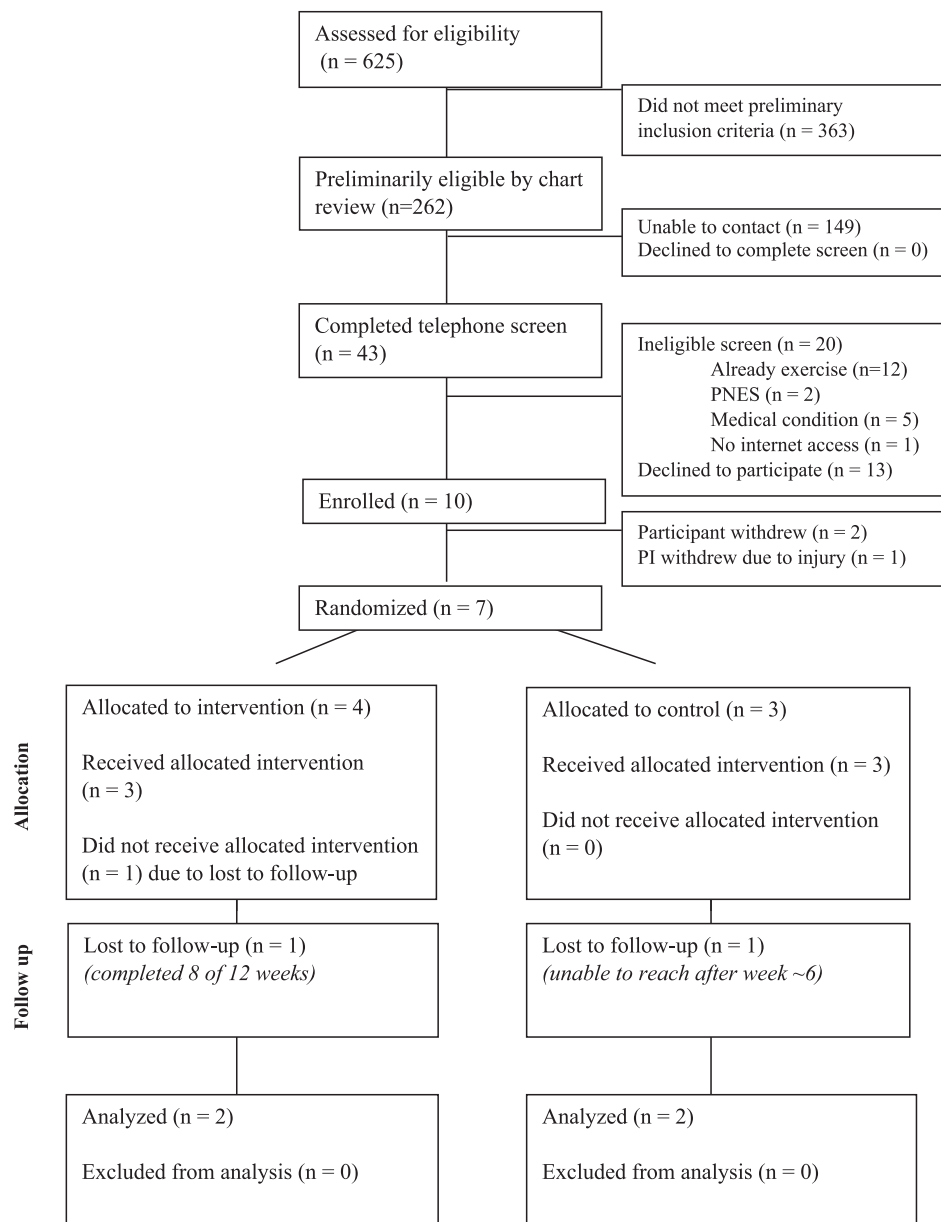 Assessed for eligibility
(n = 625)
Did not meet preliminary
inclusion criteria (n = 363)
Preliminarily eligible by chart
review (n=262)
Unable to contact (n = 149)
Declined to complete screen (n = 0)
Completed telephone screen
(n = 43)
Ineligible screen (n = 20)
Already exercise (n=12)
PNES (n = 2)
Medical condition (n = 5)
No internet access (n = 1)
Declined to participate (n = 13)
Enrolled (n = 10)
Participant withdrew (n = 2)
PI withdrew due to injury (n = 1)
Randomized (n = 7)
Allocation
Allocated to intervention (n = 4)
Received allocated intervention
(n = 3)
Did not receive allocated intervention
(n = 1) due to lost to follow-up
Allocated to control (n = 3)
Received allocated intervention (n = 3)
Did not receive allocated intervention
(n = 0)
Follow up
Lost to follow-up (n = 1)
(completed 8 of 12 weeks)
Lost to follow-up (n = 1)
(unable to reach after week ~6)
Analyzed (n = 2)
Excluded from analysis (n = 0)
Analyzed (n = 2)
Excluded from analysis (n = 0)